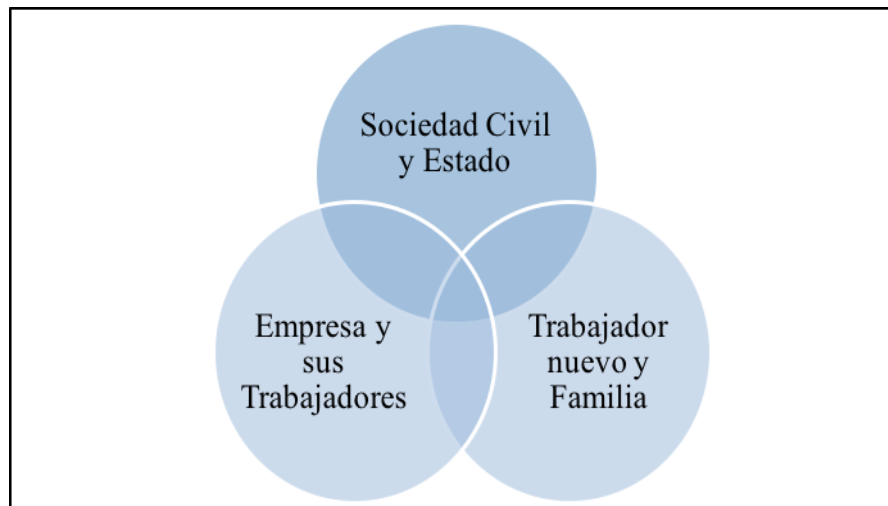 Sociedad Civil
y Estado
Empresa y
sus
Trabajadores
Trabajador
nuevo y
Familia